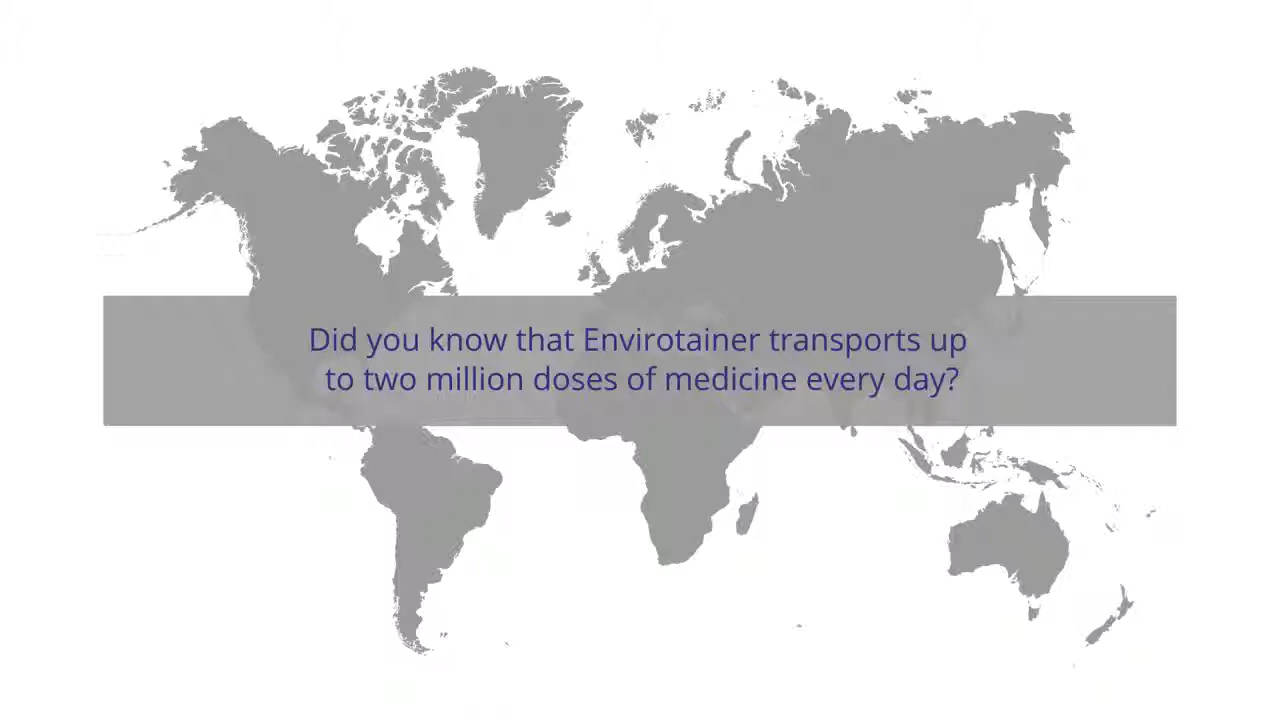 Did you know that Envirotainer transports up
to two million doses of medicine every day?